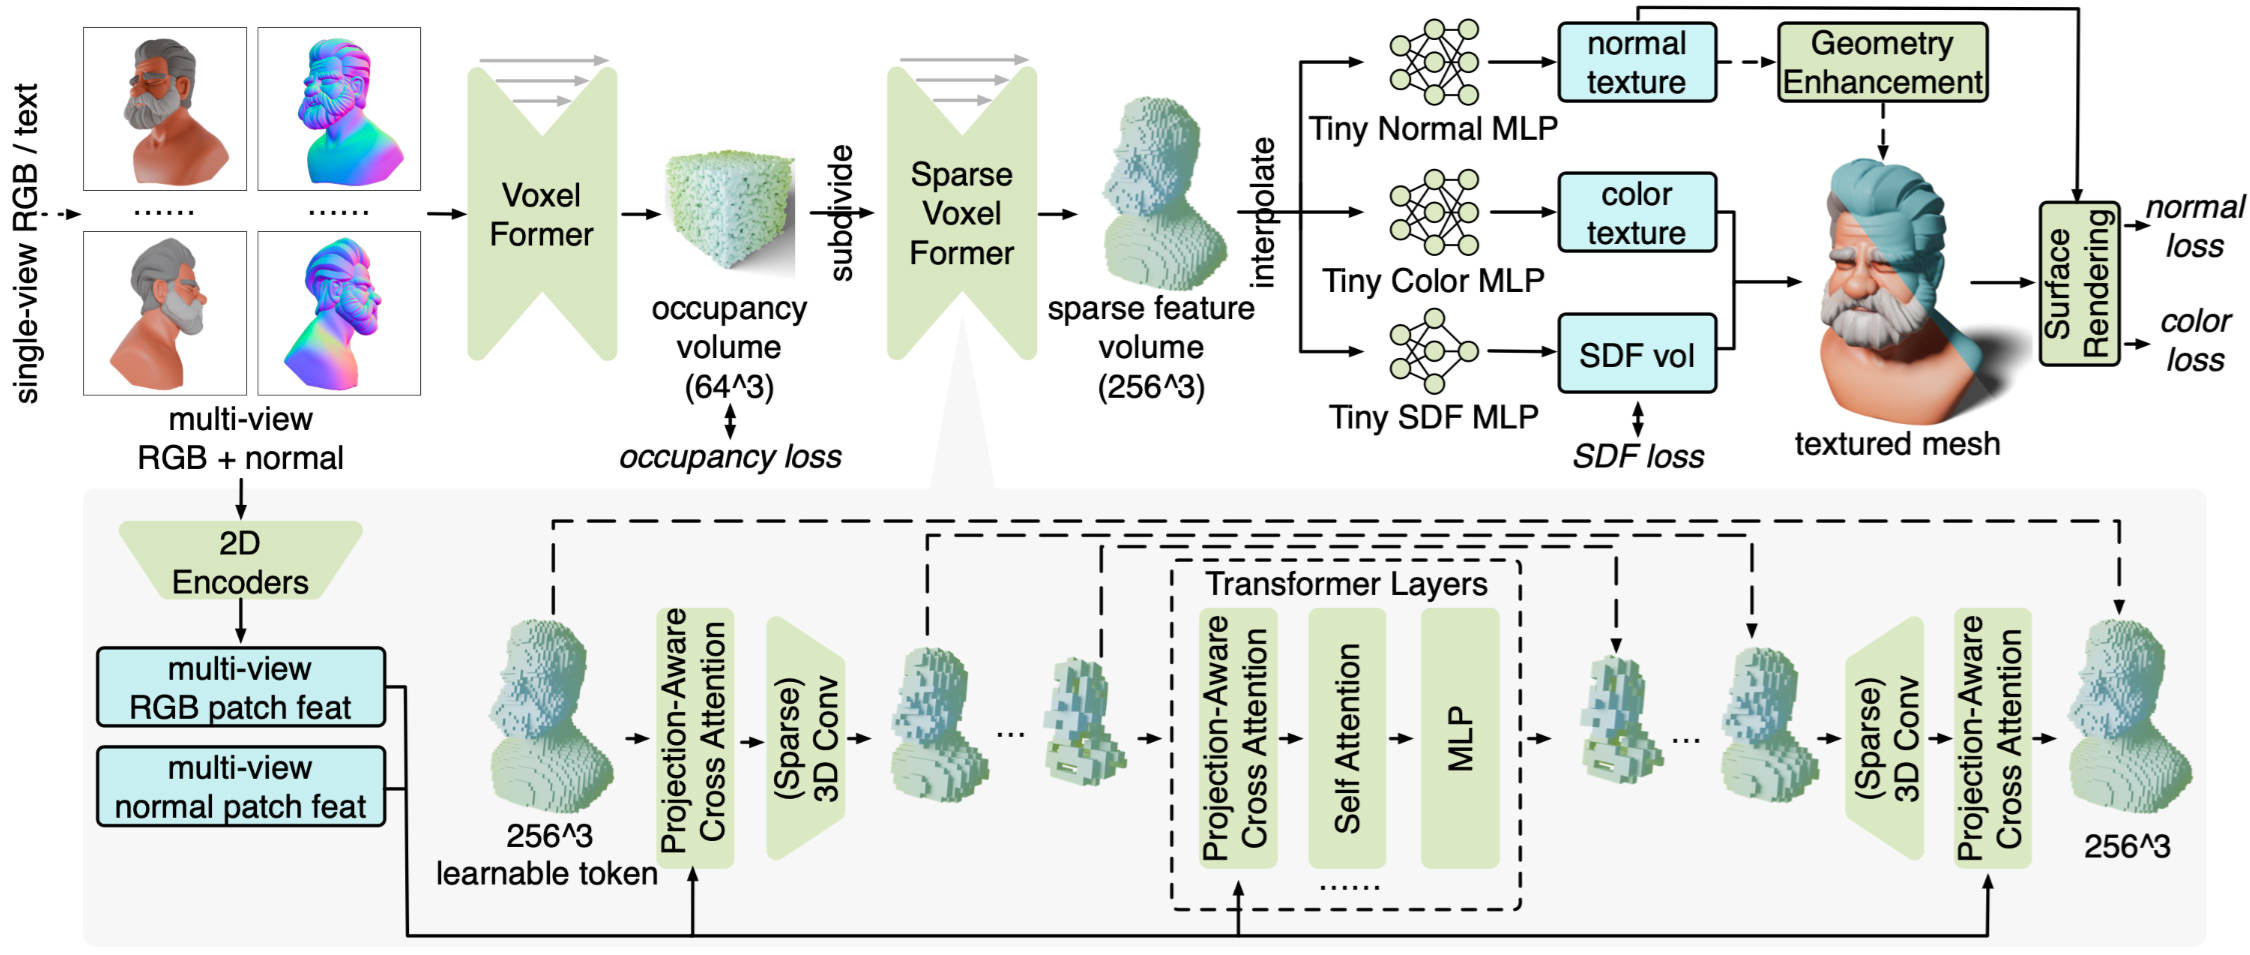 single-view RGB / text
......
......
multi-view
RGB + normal
Voxel
Former
occupancy
volume
(64^3)
occupancy loss
subdivide
Sparse
Voxel
Former
sparse feature
volume
(256^3)
interpolate
Tiny Normal MLP
Tiny Color MLP
Tiny SDF MLP
normal
texture
color
texture
SDF vol
SDF loss
Geometry
Enhancement
textured mesh
Surface
Rendering
normal
loss
color
loss
2D
Encoders
multi-view
RGB patch feat
multi-view
normal patch feat
256^3
learnable token
Projection-Aware
Cross Attention
(Sparse)
3D Conv
...
Transformer Layers
Projection-Aware
Cross Attention
Self Attention
MLP
......
...
(Sparse)
3D Conv
Projection-Aware
Cross Attention
256^3